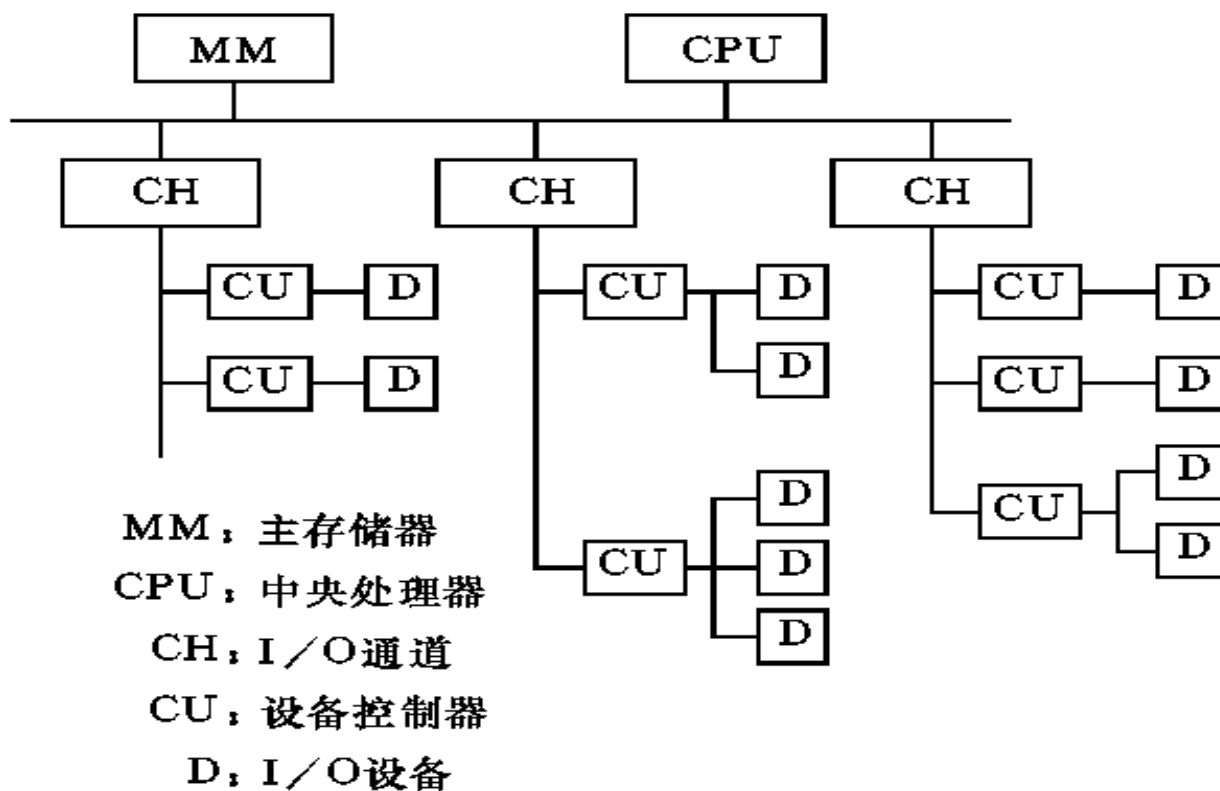 MM CPU
CH CH CH
CU D CU D CU D
D
CU D CU D
D
D
CU D CU D
D
D
MM：主存储器
CPU：中央处理器
CH：I／O通道
CU：设备控制器
D：I／O设备